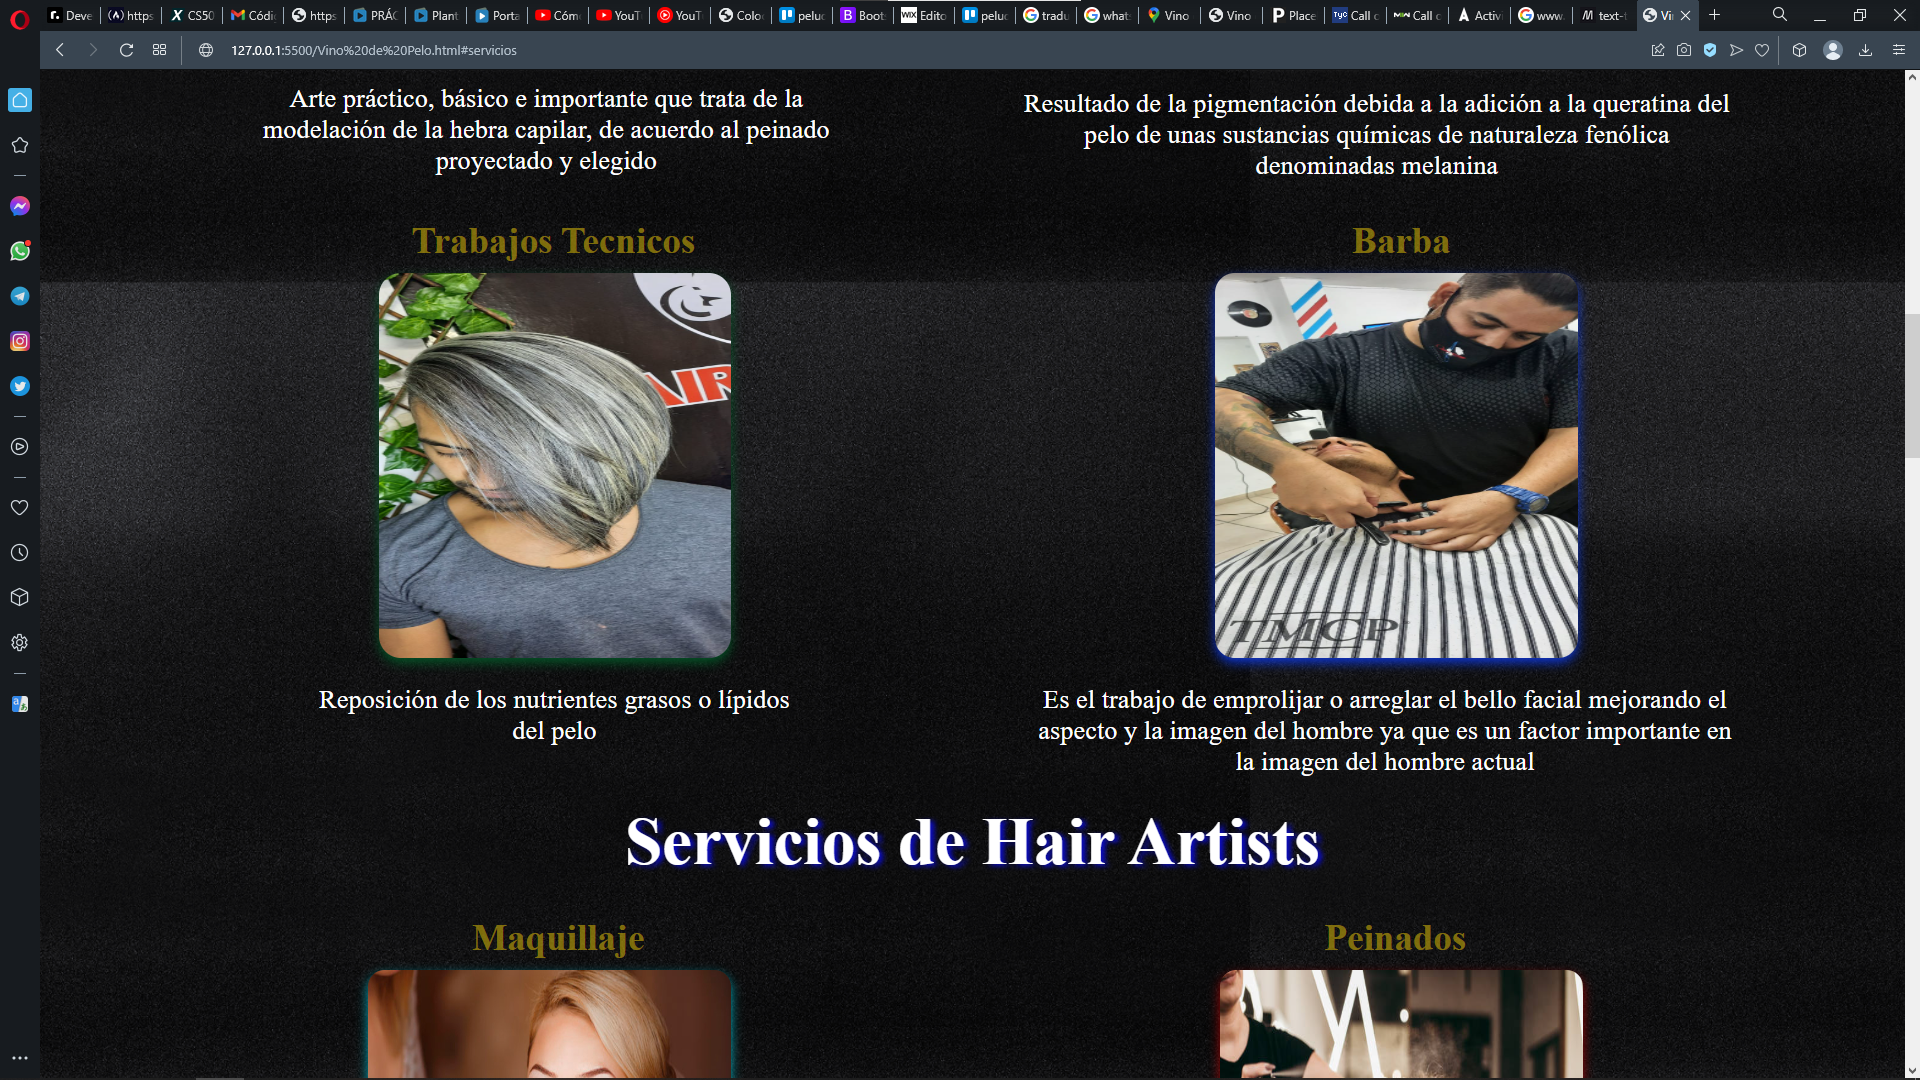 Deve
https
CS50
Códi
https
PRÁC
Plant
Porta
Cómo
YouT
YouT
Coloc
peluc
Boot
Edito
peluc
tradu
what
Vino
Vino
Place
Call c
Call c
Activi
www.
text-t
Vi
127.0.0.1:5500/Vino%20de%20Pelo.html#servicios
Arte práctico, básico e importante que trata de la
modelación de la hebra capilar, de acuerdo al peinado
proyectado y elegido
Resultado de la pigmentación debida a la adición a la queratina del
pelo de unas sustancias químicas de naturaleza fenólica
denominadas melanina
Trabajos Tecnicos
Barba
AIR
TMCP
Reposición de los nutrientes grasos o lípidos
del pelo
Es el trabajo de emprolijar o arreglar el bello facial mejorando el
aspecto y la imagen del hombre ya que es un factor importante en
la imagen del hombre actual
Servicios de Hair Artists
Maquillaje
Peinados